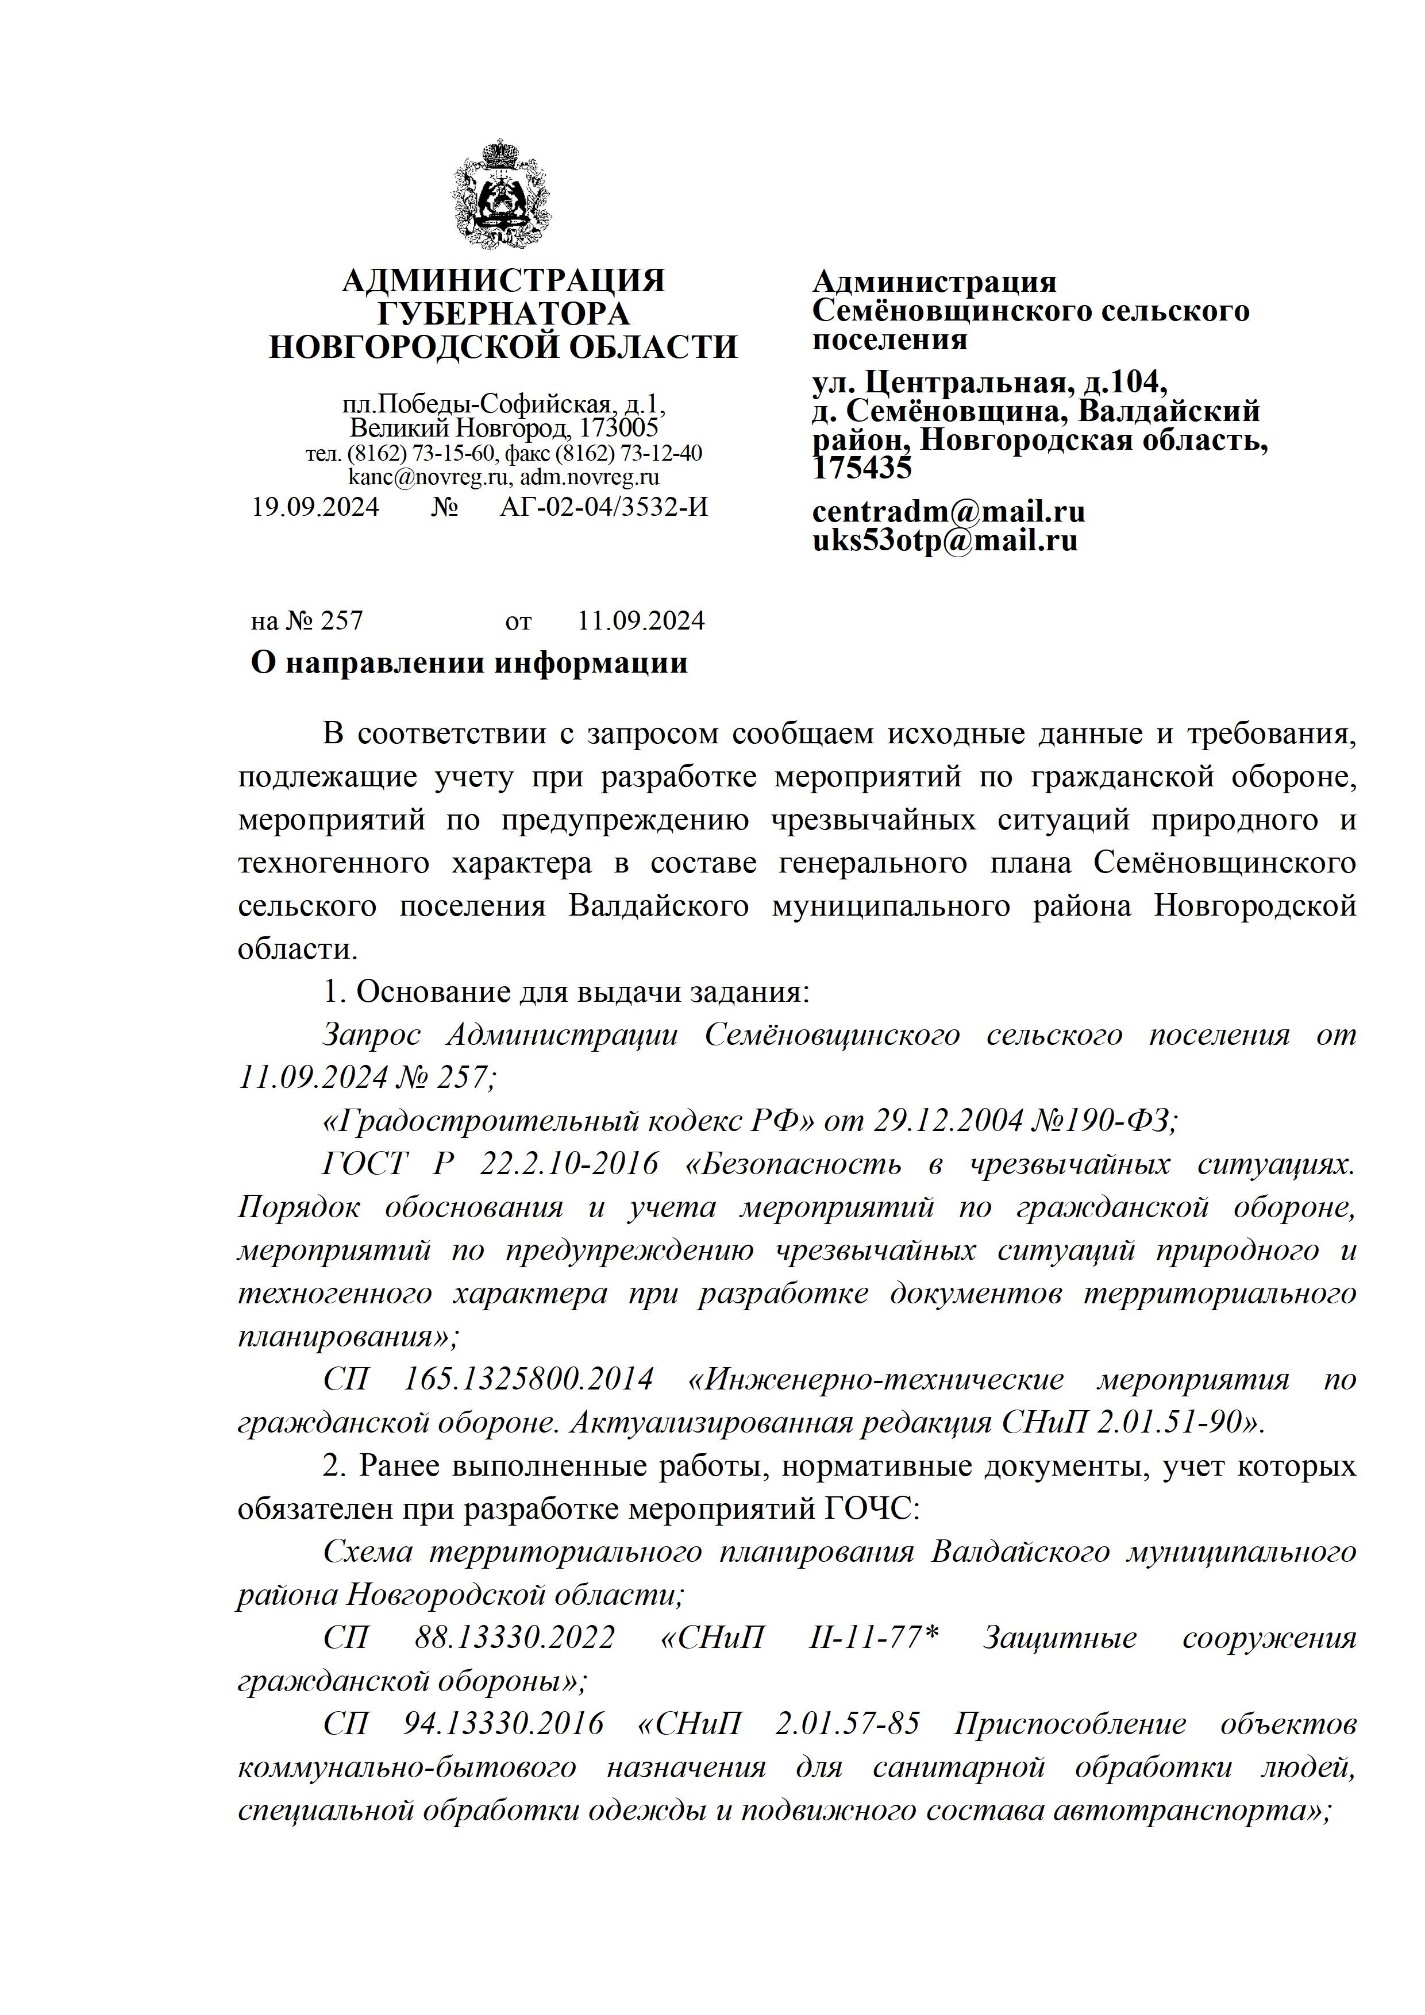 АДМИНИСТРАЦИЯ
ГУБЕРНАТОРА
НОВГОРОДСКОЙ ОБЛАСТИ
пл.Победы-Софийская, д.1,
Великий Новгород, 173005
тел. (8162) 73-15-60, факс (8162) 73-12-40
kanc@novreg.ru, adm.novreg.ru
19.09.2024 № АГ-02-04/3532-И
на № 257 от 11.09.2024
О направлении информации
Администрация
Семёновщинского сельского
поселения
ул. Центральная, д.104,
д. Семёновщина, Валдайский
район, Новгородская область,
175435
centradm@mail.ru
uks53otp@mail.ru
В соответствии с запросом сообщаем исходные данные и требования,
подлежащие учету при разработке мероприятий по гражданской обороне,
мероприятий по предупреждению чрезвычайных ситуаций природного и
техногенного характера в составе генерального плана Семёновщинского
сельского поселения Валдайского муниципального района Новгородской
области.
1. Основание для выдачи задания:
Запрос Администрации Семёновщинского сельского поселения от
11.09.2024 № 257;
«Градостроительный кодекс РФ» от 29.12.2004 №190-ФЗ;
ГОСТ Р 22.2.10-2016 «Безопасность в чрезвычайных ситуациях.
Порядок обоснования и учета мероприятий по гражданской обороне,
мероприятий по предупреждению чрезвычайных ситуаций природного и
техногенного характера при разработке документов территориального
планирования»;
СП 165.1325800.2014 «Инженерно-технические мероприятия по
гражданской обороне. Актуализированная редакция СНиП 2.01.51-90».
2. Ранее выполненные работы, нормативные документы, учет которых
обязателен при разработке мероприятий ГОЧС:
Схема территориального планирования Валдайского муниципального
района Новгородской области;
СП 88.13330.2022 «СНиП II-11-77* Защитные сооружения
гражданской обороны»;
СП 94.13330.2016 «СНиП 2.01.57-85 Приспособление объектов
коммунально-бытового назначения для санитарной обработки людей,
специальной обработки одежды и подвижного состава автотранспорта»;